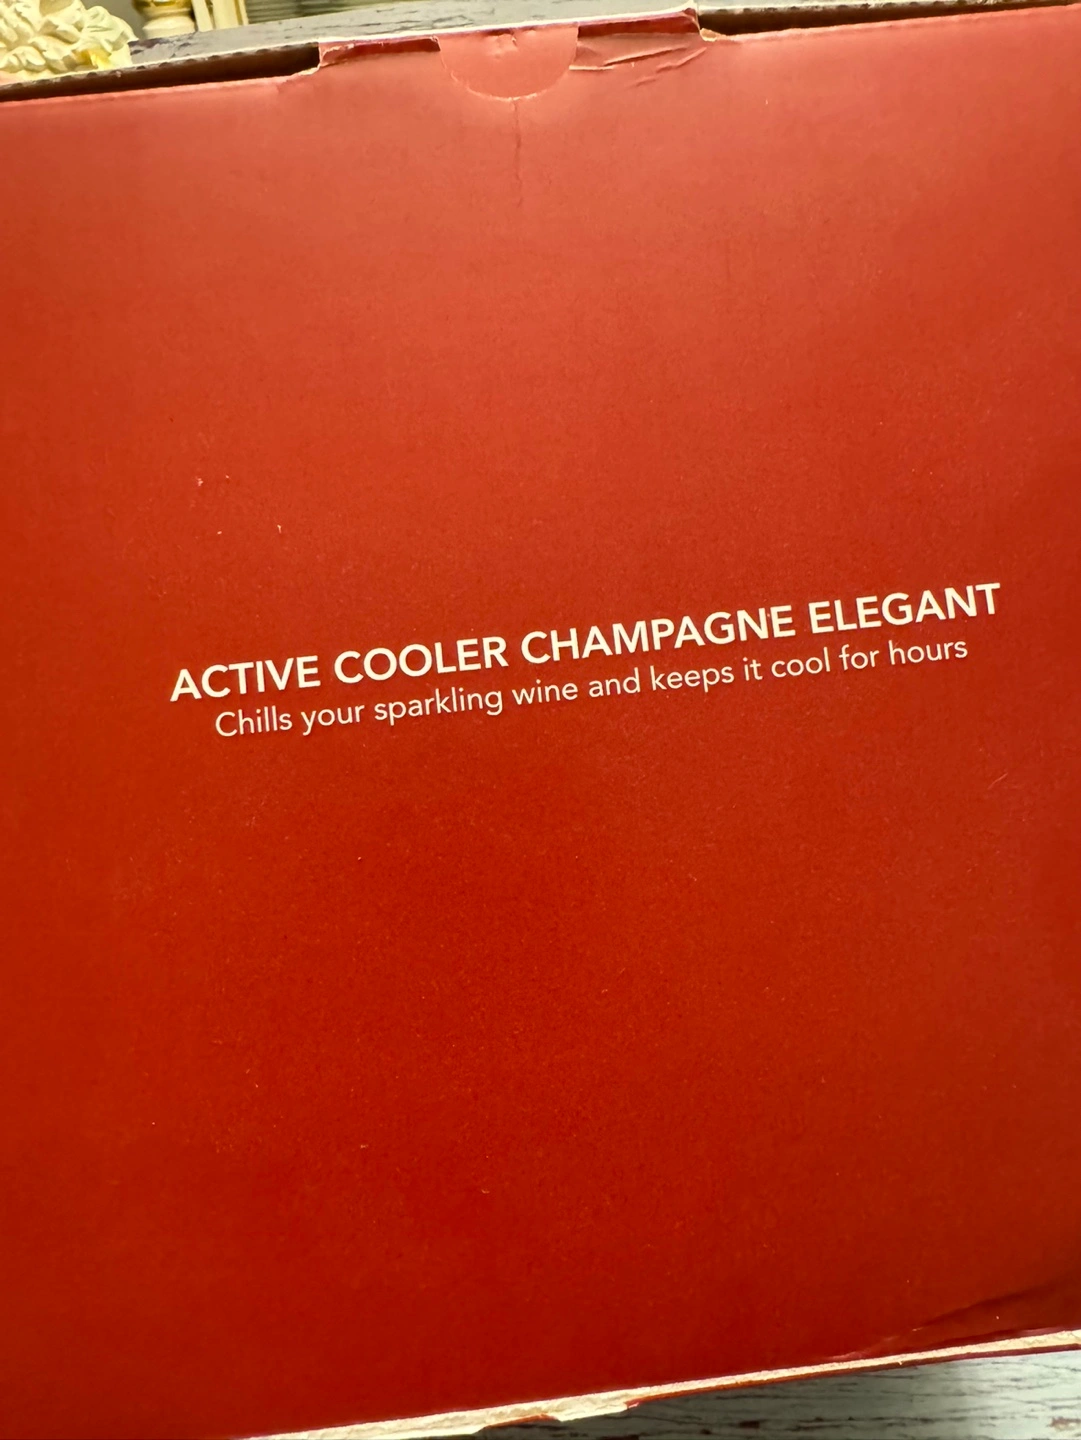 ACTIVE COOLER CHAMPAGNE ELEGANT
Chills your sparkling wine and keeps it cool for hours